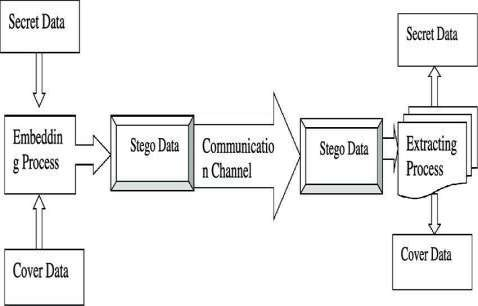 Secret Data
Secret Data
Embeddin
g Process
Stego Data
Communicatio
n Channel
Stego Data
Extracting
Process
Cover Data
Cover Data